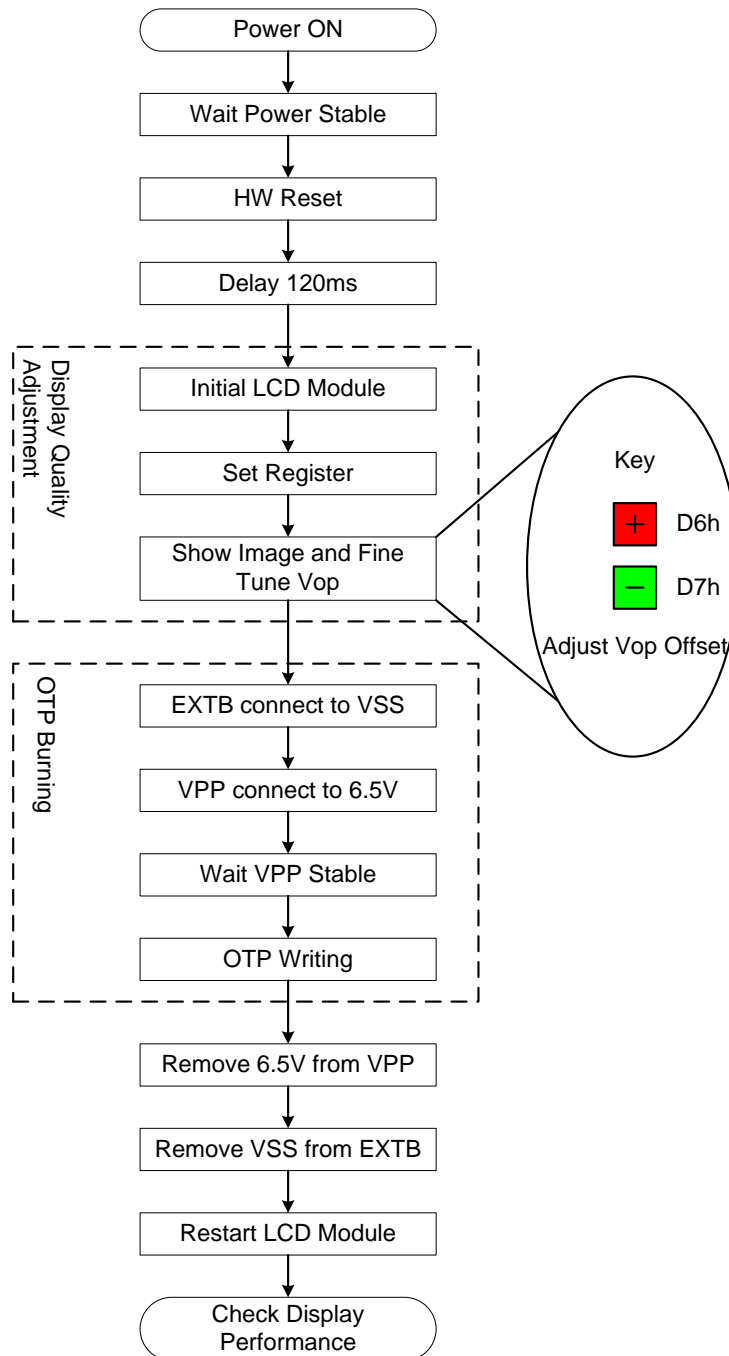 Power ON
Wait Power Stable
HW Reset
Delay 120ms
Display Quality
Adjustment
Initial LCD Module
Set Register
Show Image and Fine
Tune Vop
Key
+ D6h
− D7h
Adjust Vop Offset
OTP Burning
EXTB connect to VSS
VPP connect to 6.5V
Wait VPP Stable
OTP Writing
Remove 6.5V from VPP
Remove VSS from EXTB
Restart LCD Module
Check Display
Performance